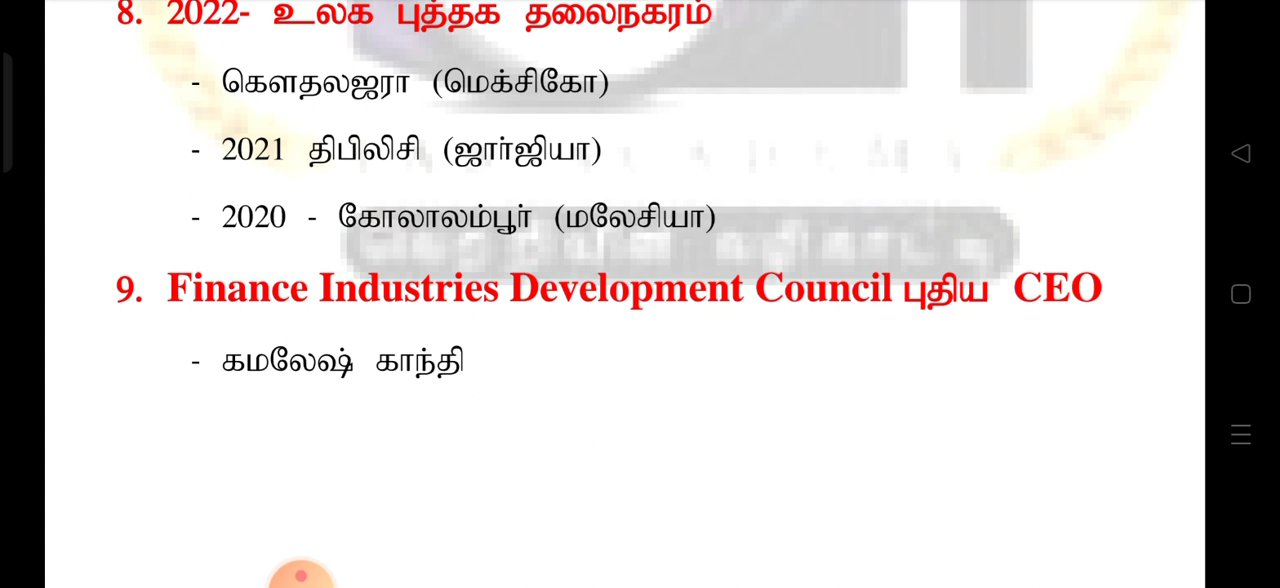 8. 2022- உலக புத்தக தலைநகரம்
- கௌதலஜரா (மெக்சிகோ)
- 2021 திபிலிசி (ஜார்ஜியா)
- 2020 - கோலாலம்பூர் (மலேசியா)
9. Finance Industries Development Council புதிய CEO
- கமலேஷ் காந்தி